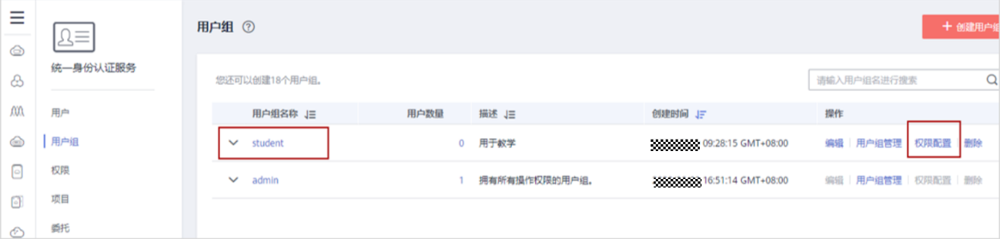 用户组 ?
+ 创建用户组
统一身份认证服务
您还可以创建18个用户组。
请输入用户组名进行搜索
用户
用户组
权限
项目
委托
用户组名称 用户数量 描述 创建时间 操作
student 0 用于教学 09:28:15 GMT+08:00 编辑 用户组管理 权限配置 删除
admin 1 拥有所有操作权限的用户组。 16:51:14 GMT+08:00 编辑 用户组管理 权限配置 删除